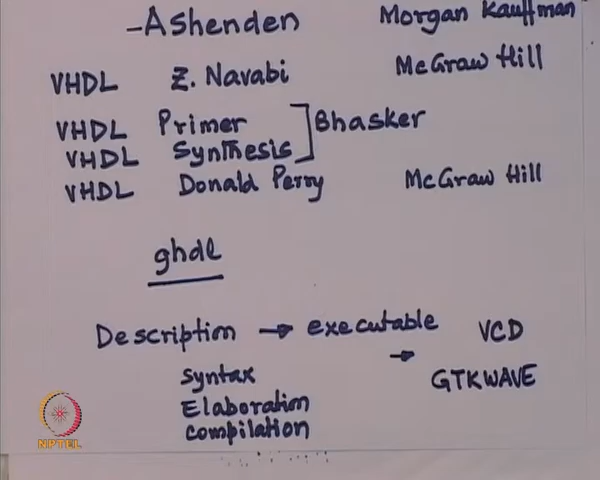 -Ashenden Morgan Kauffman
VHDL Z. Navabi McGraw Hill
VHDL Primer Bhasker
VHDL Synthesis
VHDL Donald Perry McGraw Hill
ghdl
Description → executable VCD
→
Syntax GTKWAVE
Elaboration
compilation
NPTEL